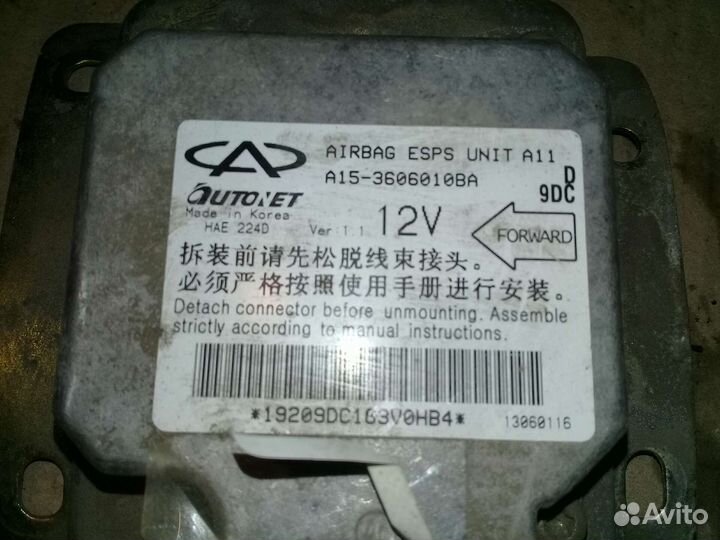 AIRBAG ESPS UNIT A11
A15-3606010BA
D
9DC
AUTONET
Made in Korea
HAE 224D
Ver:1.1
12V
FORWARD
拆装前请先松脱线束接头。
必须严格按照使用手册进行安装。
Detach connector before unmounting. Assemble
strictly according to manual instructions.
*19209DC163V0HB4*
13060116
Avito